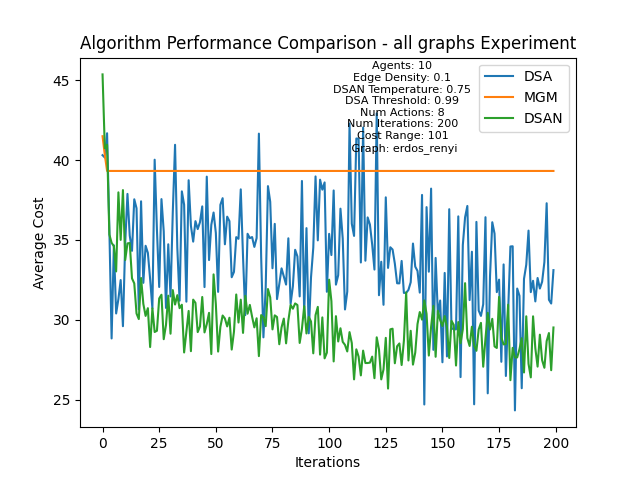 Algorithm Performance Comparison - all graphs Experiment
Agents: 10
Edge Density: 0.1
DSAN Temperature: 0.75
DSA Threshold: 0.99
Num Actions: 8
Num Iterations: 200
Cost Range: 101
Graph: erdos_renyi
DSA
MGM
DSAN
Average Cost
45
40
35
30
25
0
25
50
75
100
125
150
175
200
Iterations